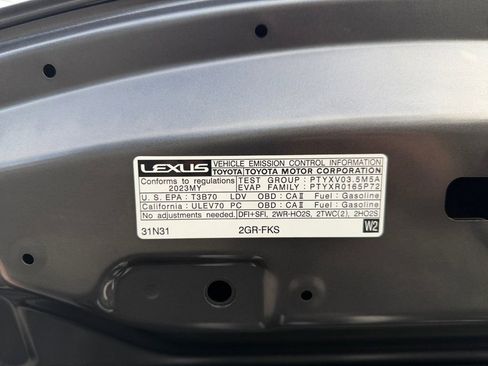 LEXUS VEHICLE EMISSION CONTROL INFORMATION
TOYOTA TOYOTA MOTOR CORPORATION
Conforms to regulations TEST GROUP : PTYXV03.5M5A
2023MY EVAP FAMILY : PTYXR0165P72
U. S. EPA : T3B70 LDV OBD : CAⅡ Fuel : Gasoline
California : ULEV70 PC OBD : CAⅡ Fuel : Gasoline
No adjustments needed. DFI+SFI, 2WR-HO2S, 2TWC(2), 2HO2S
31N31 2GR-FKS W2